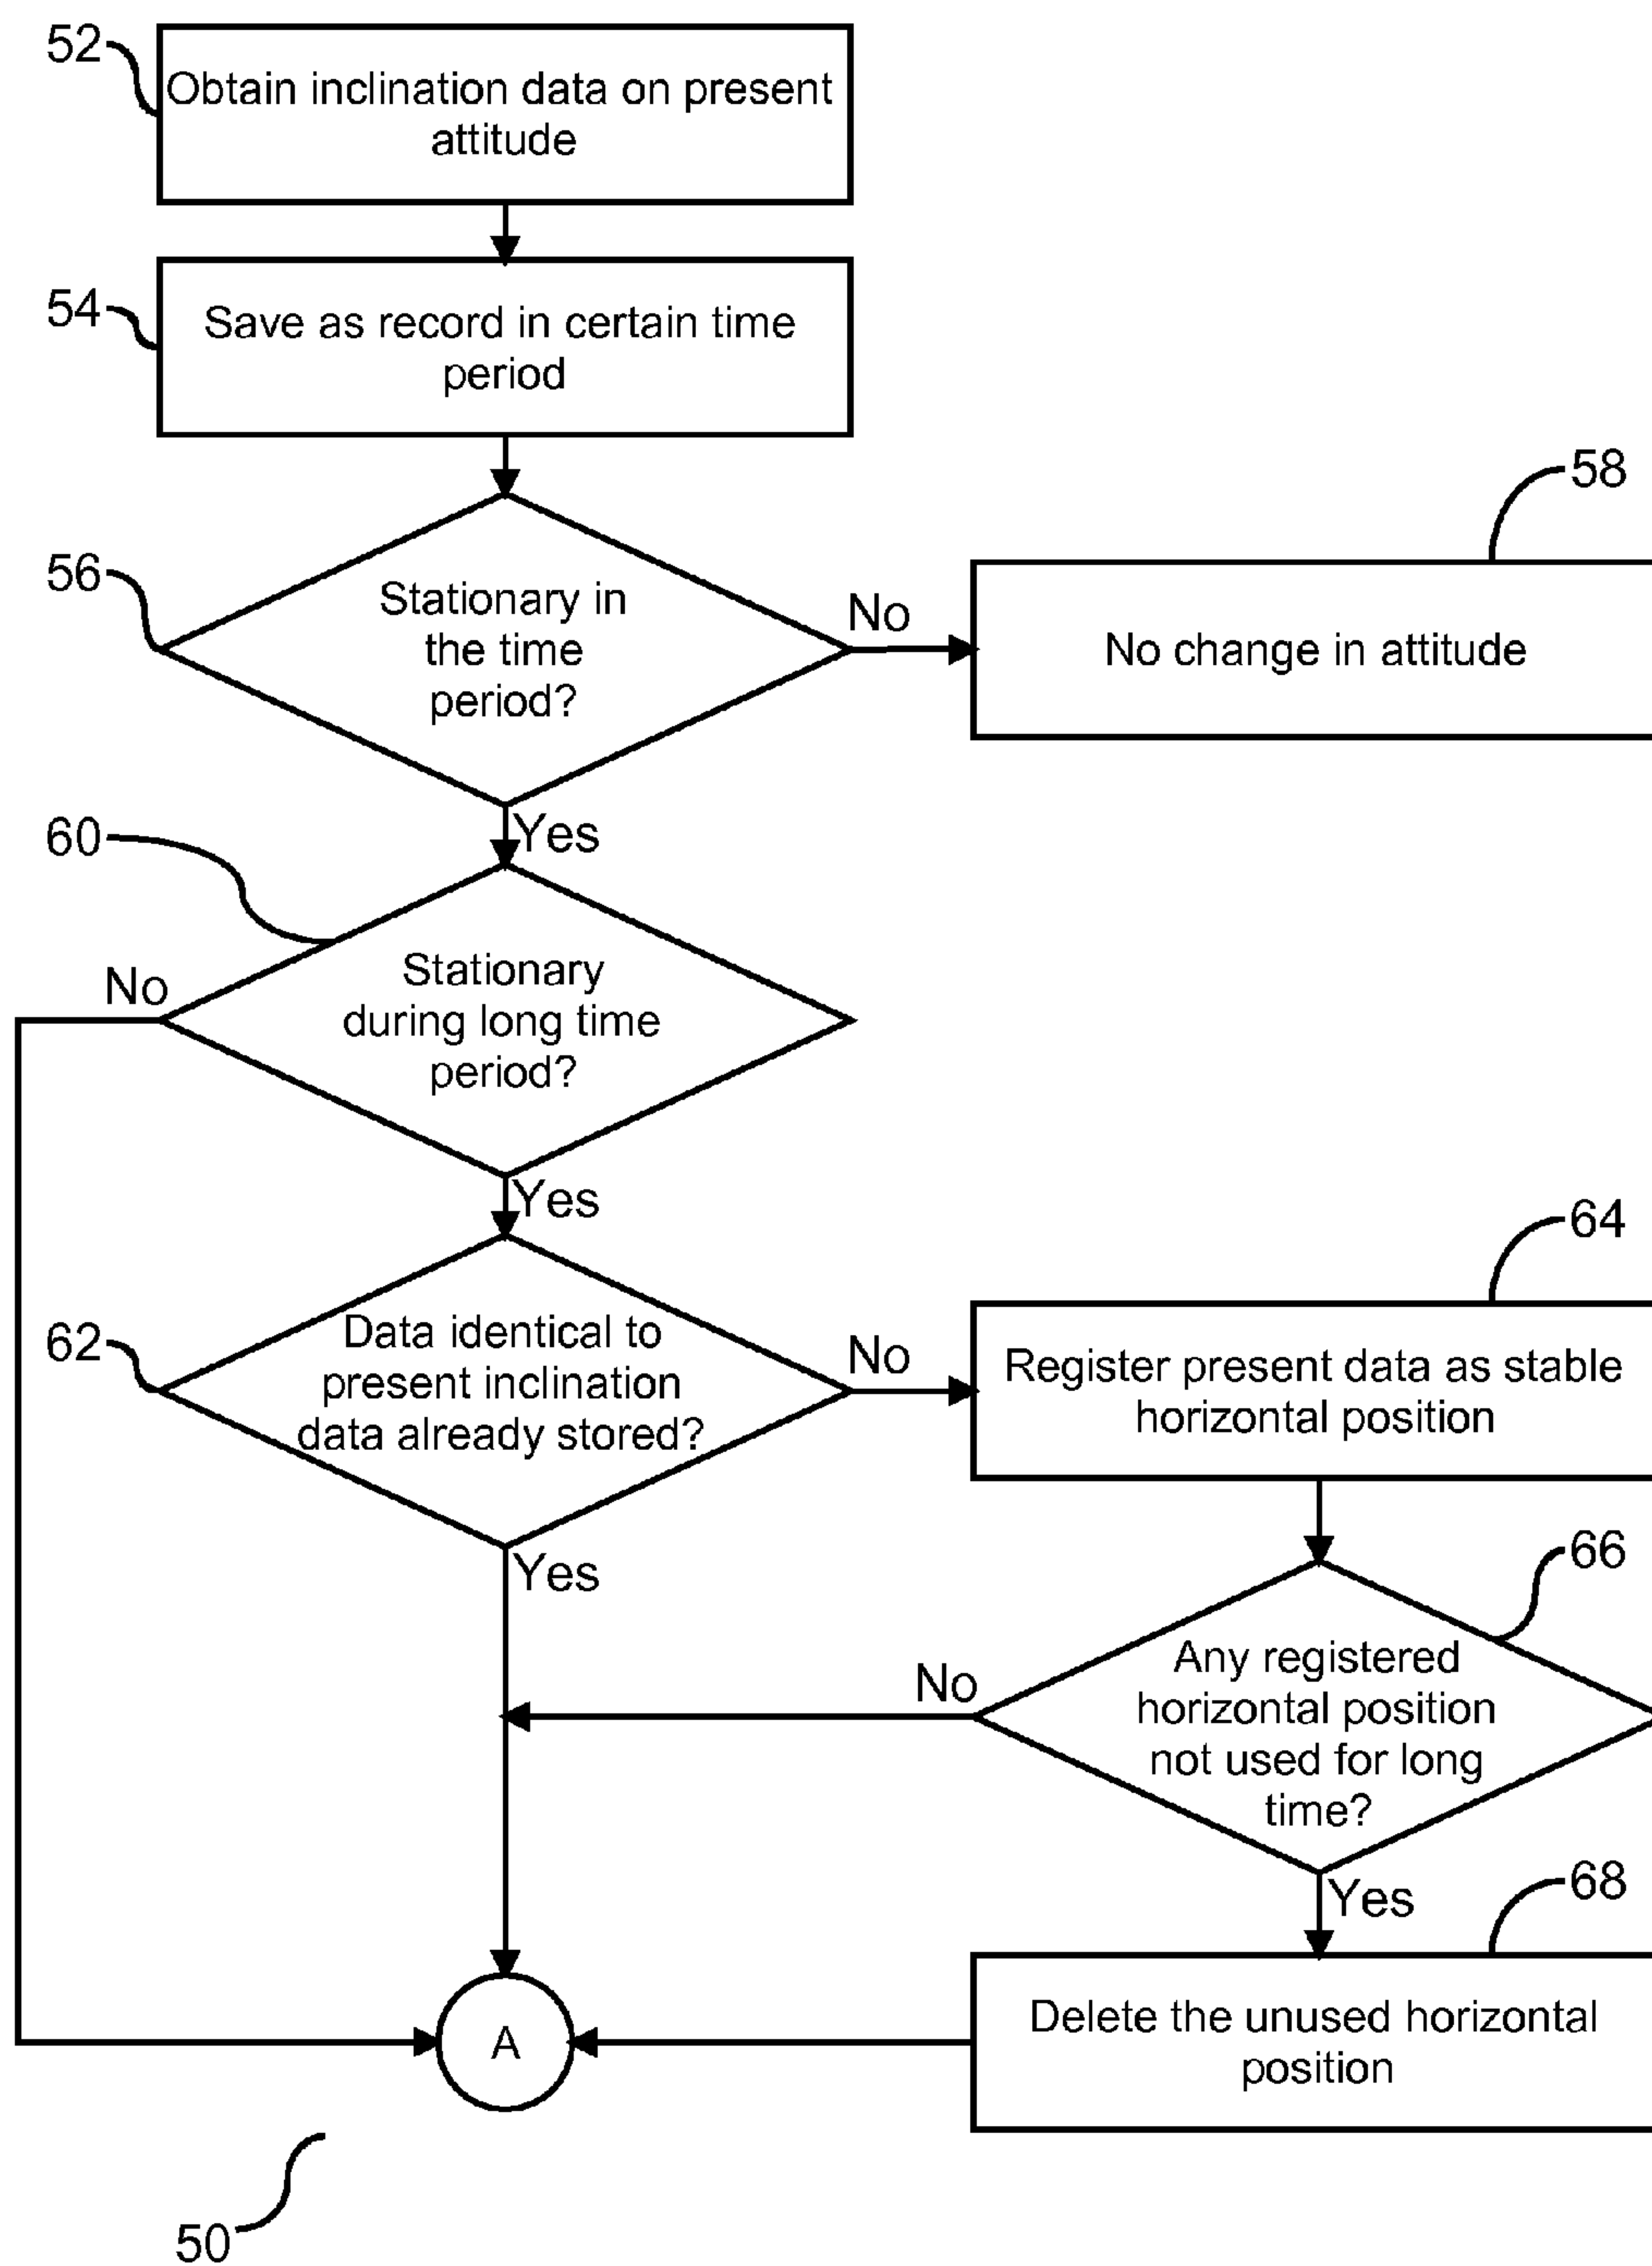 52
Obtain inclination data on present
attitude
54
Save as record in certain time
period
58
56
Stationary in
the time
period?
No
No change in attitude
Yes
60
Stationary
during long time
period?
No
Yes
64
62
Data identical to
present inclination
data already stored?
No
Register present data as stable
horizontal position
Yes
66
Any registered
horizontal position
not used for long
time?
No
Yes
68
Delete the unused horizontal
position
A
50